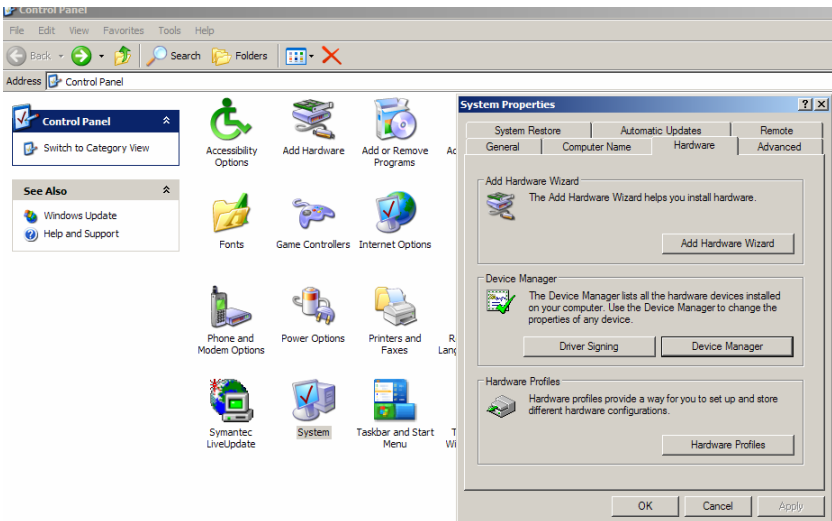 Control Panel
File Edit View Favorites Tools Help
Back Search Folders
Address Control Panel
Control Panel
Switch to Category View
See Also
Windows Update
Help and Support
Accessibility
Options
Add Hardware
Add or Remove
Programs
Ac
Fonts
Game Controllers
Internet Options
Phone and
Modem Options
Power Options
Printers and
Faxes
R
Lang
Symantec
LiveUpdate
System
Taskbar and Start
Menu
T
Wi
System Properties
System Restore Automatic Updates Remote
General Computer Name Hardware Advanced
Add Hardware Wizard
The Add Hardware Wizard helps you install hardware.
Add Hardware Wizard
Device Manager
The Device Manager lists all the hardware devices installed
on your computer. Use the Device Manager to change the
properties of any device.
Driver Signing Device Manager
Hardware Profiles
Hardware profiles provide a way for you to set up and store
different hardware configurations.
Hardware Profiles
OK Cancel Apply